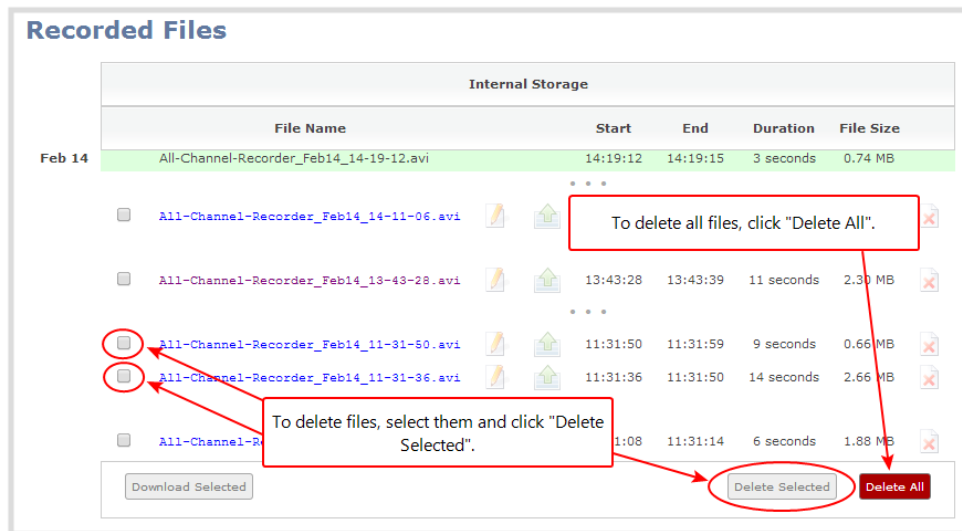 Recorded Files
Internal Storage
File Name Start End Duration File Size
Feb 14 All-Channel-Recorder_Feb14_14-19-12.avi 14:19:12 14:19:15 3 seconds 0.74 MB
All-Channel-Recorder_Feb14_14-11-06.avi
To delete all files, click "Delete All".
All-Channel-Recorder_Feb14_13-43-28.avi 13:43:28 13:43:39 11 seconds 2.30 MB
All-Channel-Recorder_Feb14_11-31-50.avi 11:31:50 11:31:59 9 seconds 0.66 MB
All-Channel-Recorder_Feb14_11-31-36.avi 11:31:36 11:31:50 14 seconds 2.66 MB
To delete files, select them and click "Delete
Selected".
All-Channel-R 1:08 11:31:14 6 seconds 1.88 MB
Download Selected Delete Selected Delete All